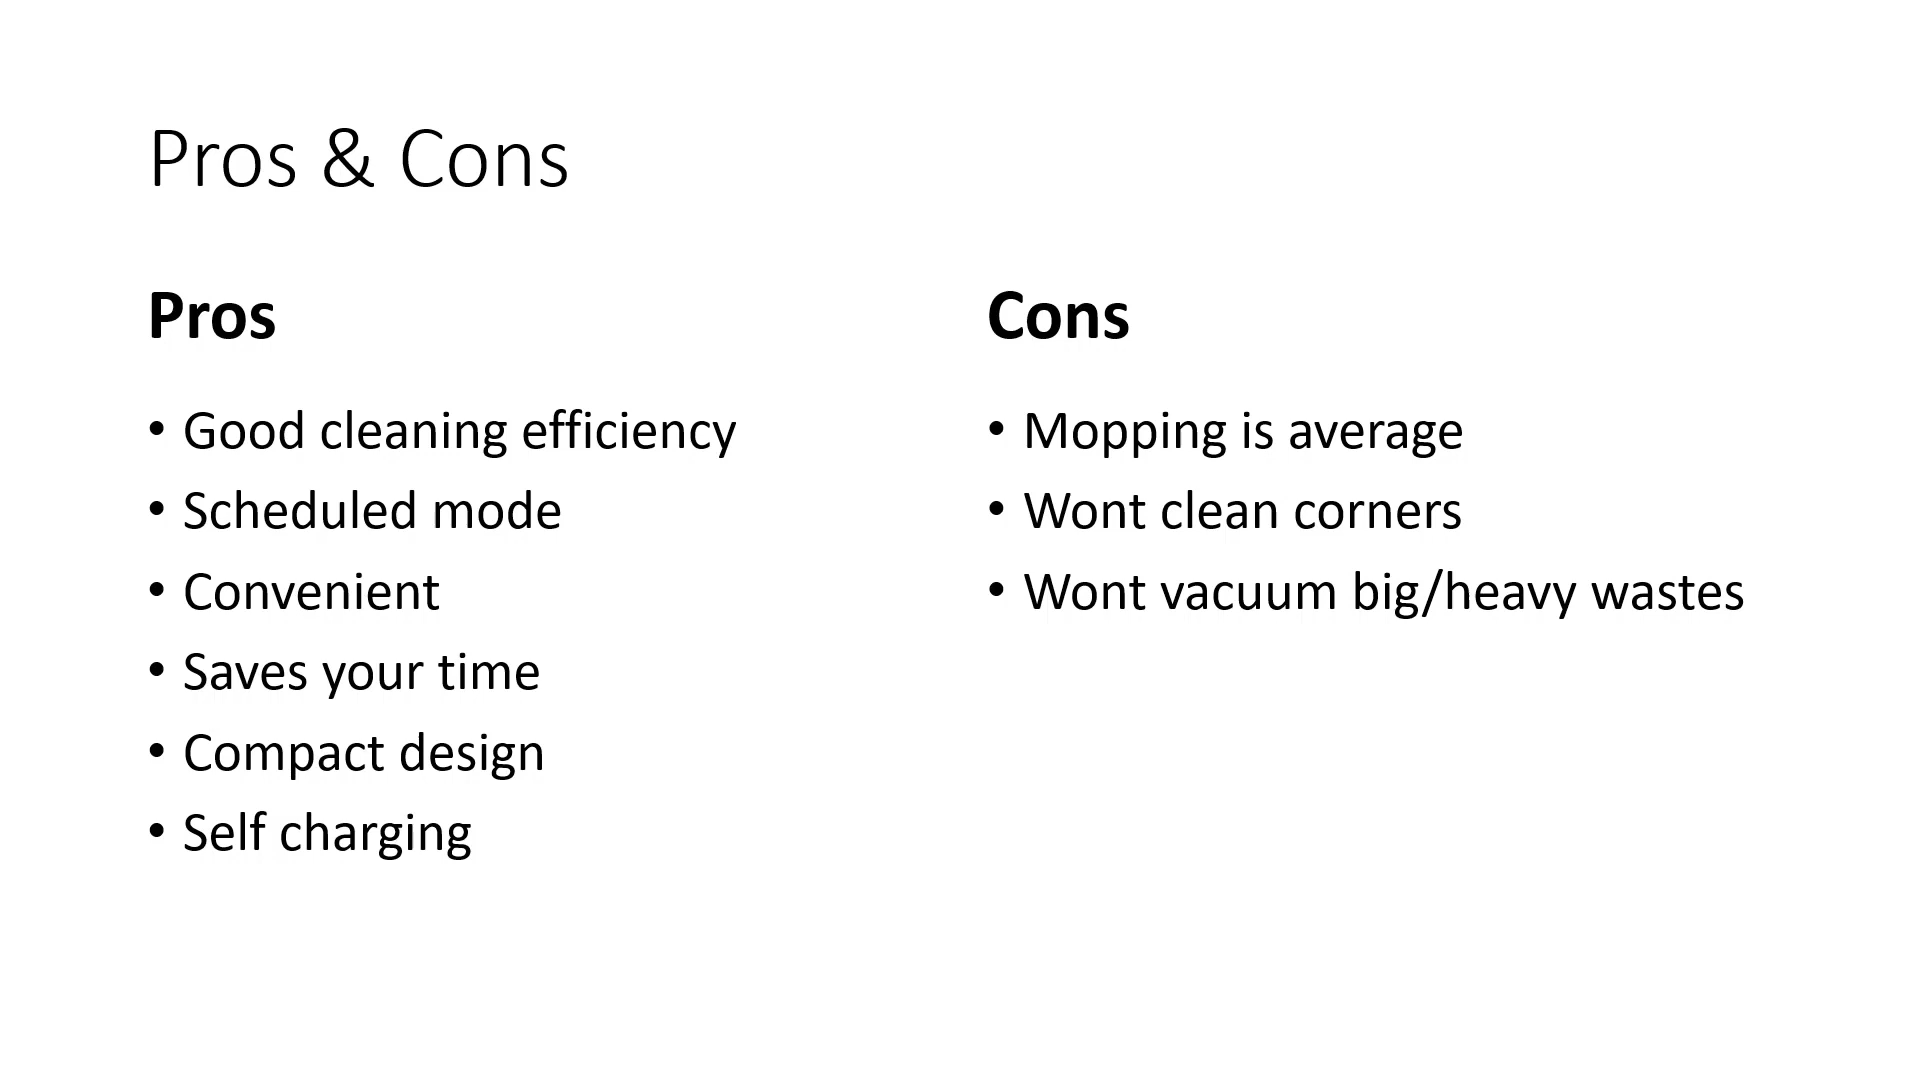 Pros & Cons
Pros
• Good cleaning efficiency
• Scheduled mode
• Convenient
• Saves your time
• Compact design
• Self charging
Cons
• Mopping is average
• Wont clean corners
• Wont vacuum big/heavy wastes